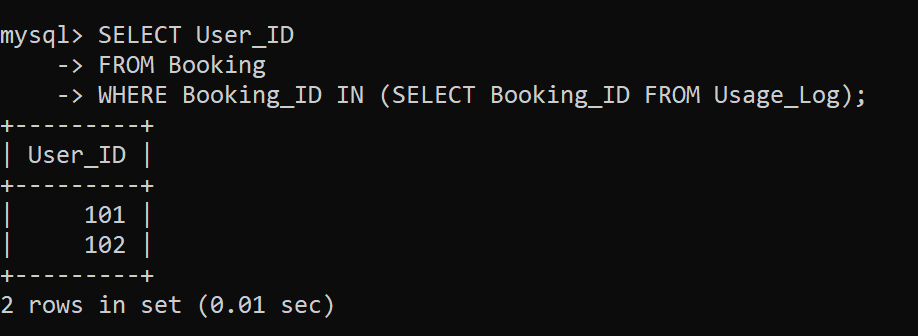 mysql> SELECT User_ID
    -> FROM Booking
    -> WHERE Booking_ID IN (SELECT Booking_ID FROM Usage_Log);
+---------+
| User_ID |
+---------+
|     101 |
|     102 |
+---------+
2 rows in set (0.01 sec)